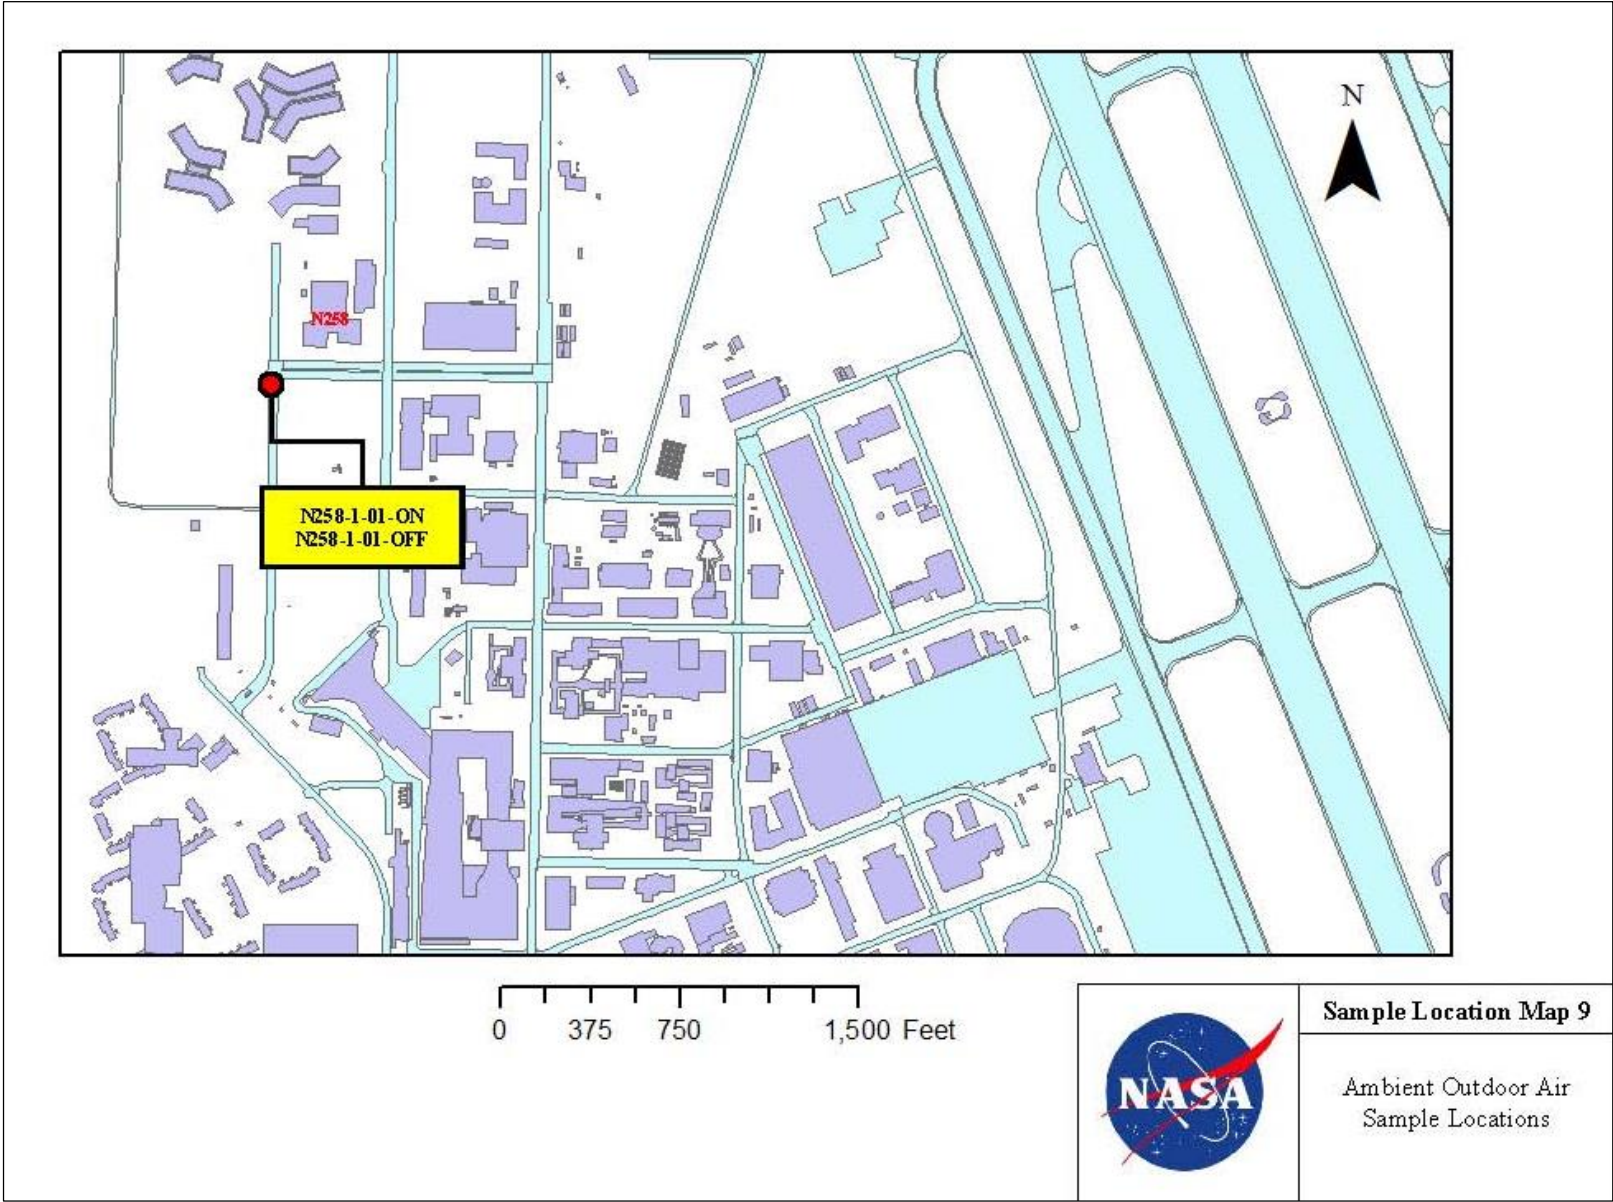 N
N258
N258-1-01-ON
N258-1-01-OFF
0 375 750 1,500 Feet
NASA
Sample Location Map 9
Ambient Outdoor Air
Sample Locations